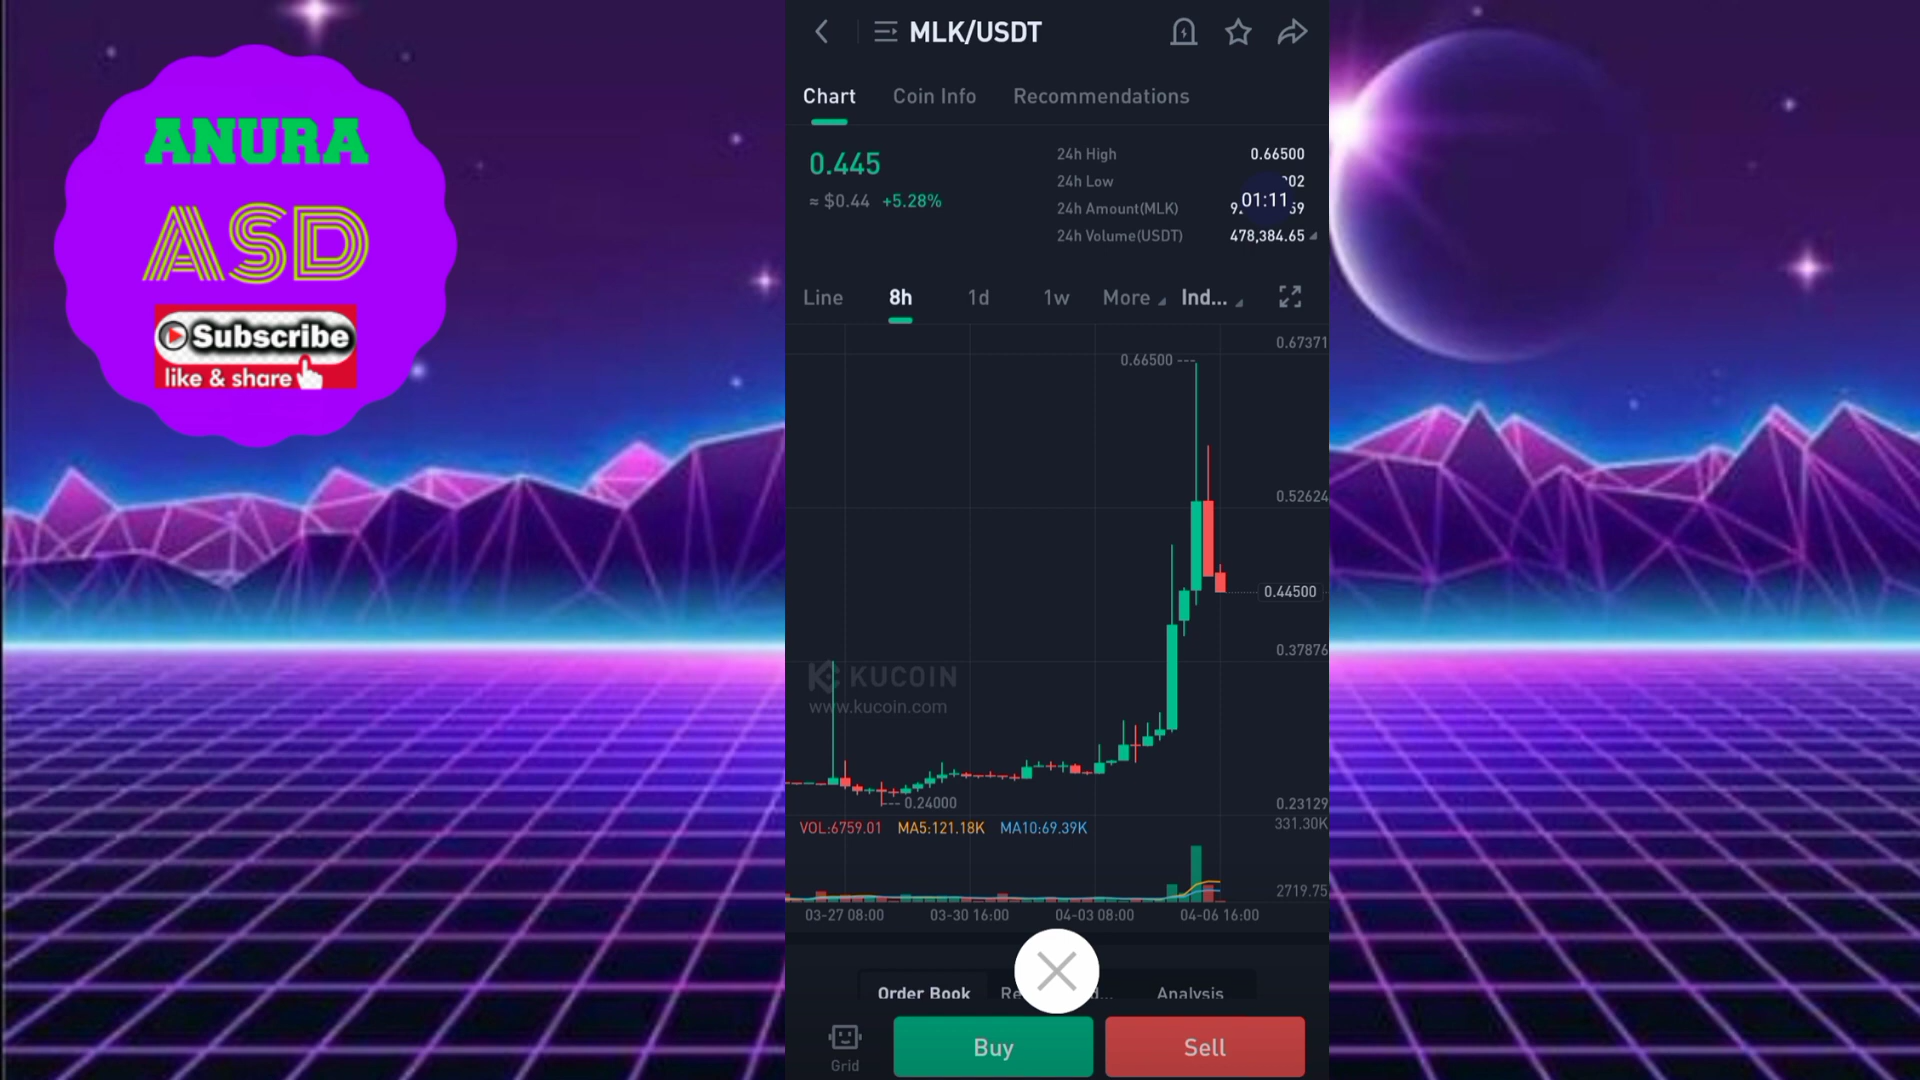 ANURA
ASD
Subscribe
like & share
MLK/USDT
Chart Coin Info Recommendations
0.445
≈ $0.44 +5.28%
24h High 0.66500
24h Low
24h Amount(MLK)
01:11
24h Volume(USDT) 478,384.65
Line 8h 1d 1w More Ind...
0.67371
0.66500
0.52624
0.44500
0.37876
KUCOIN
www.kucoin.com
0.24000
0.23129
VOL:6759.01 MA5:121.18K MA10:69.39K
331.30K
2719.75
03-27 08:00 03-30 16:00 04-03 08:00 04-06 16:00
Order Book Analysis
Grid
Buy
Sell